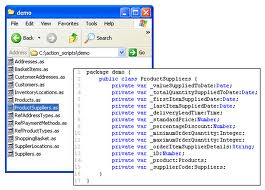 demo
File Edit View Favorites Tools Help
Back Search
Address C:\action_scripts\demo
Addresses.as
BasketItems.as
CustomerAddresses.as
Customers.as
InventoryLocations.as
Products.as
ProductSuppliers.as
RefAddressTypes.as
RefPaymentMethods.as
RefProductTypes.as
ShoppingBasket.as
SupplierLocations.as
Suppliers.as
package demo {
public class ProductSuppliers {
private var _valueSuppliedToDate:Date;
private var _totalQuantitySuppliedToDate:Date;
private var _firstItemSuppliedDate:Date;
private var _lastItemSuppliedDate:Date;
private var _deliveryLeadTime:Time;
private var _standardPrice:Number;
private var _percentageDiscount:Number;
private var _minimumOrderQuantity:Integer;
private var _maximumOrderQuantity:Integer;
private var _orderItemSuppierDetails:String;
private var _ID:Number;
private var _product:Products;
private var _supplierCode:Suppliers;
}
}